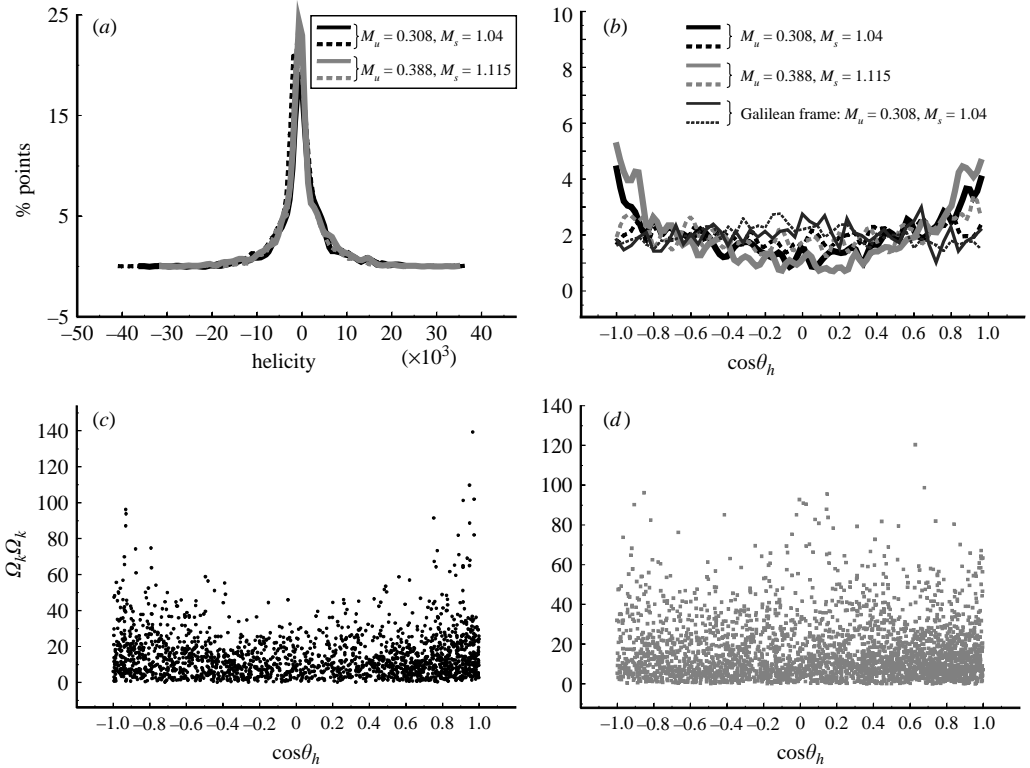 (a)
M_u = 0.308, M_s = 1.04
M_u = 0.388, M_s = 1.115
% points
25
15
5
−5
−50 −40 −30 −20 −10 0 10 20 30 40
helicity (×10³)
(b)
M_u = 0.308, M_s = 1.04
M_u = 0.388, M_s = 1.115
Galilean frame: M_u = 0.308, M_s = 1.04
10
8
6
4
2
0
−1.0 −0.8 −0.6 −0.4 −0.2 0 0.2 0.4 0.6 0.8 1.0
cosθ_h
(c)
Ω_kΩ_k
140
120
100
80
60
40
20
0
−1.0 −0.8 −0.6 −0.4 −0.2 0 0.2 0.4 0.6 0.8 1.0
cosθ_h
(d)
140
120
100
80
60
40
20
0
−1.0 −0.8 −0.6 −0.4 −0.2 0 0.2 0.4 0.6 0.8 1.0
cosθ_h